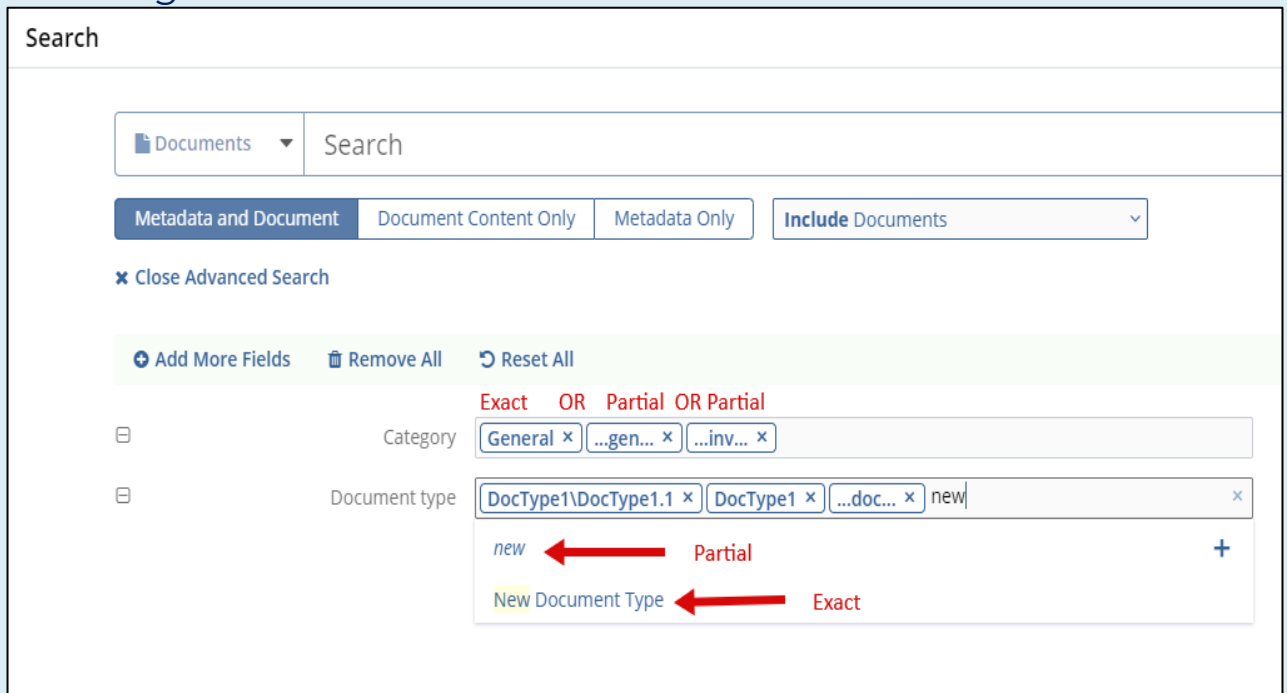 Search
Documents Search
Metadata and Document Document Content Only Metadata Only Include Documents
× Close Advanced Search
Add More Fields Remove All Reset All
Exact OR Partial OR Partial
Category General × ...gen... × ...inv... ×
Document type DocType1\DocType1.1 × DocType1 × ...doc... × new ×
new Partial +
New Document Type Exact